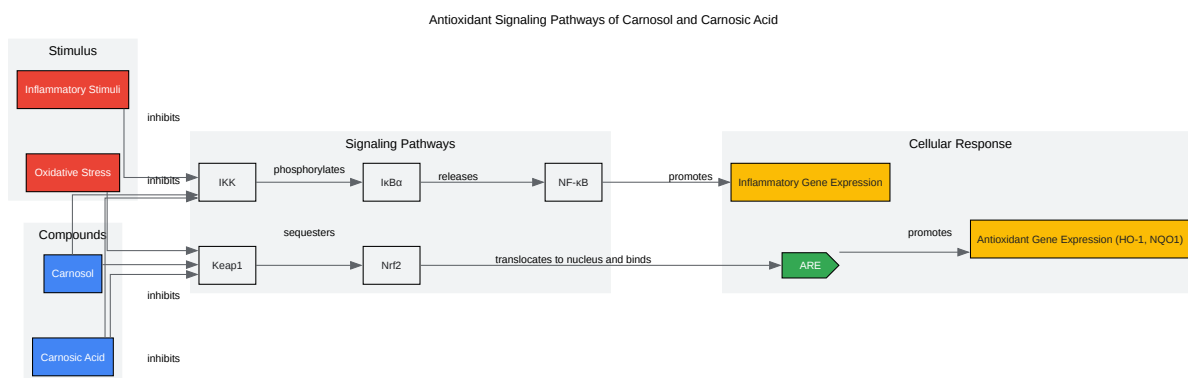 Antioxidant Signaling Pathways of Carnosol and Carnosic Acid
Stimulus
Inflammatory Stimuli
Oxidative Stress
Compounds
Carnosol
Carnosic Acid
inhibits
inhibits
inhibits
inhibits
Signaling Pathways
IKK
phosphorylates
IκBα
releases
NF-κB
promotes
sequesters
Keap1
Nrf2
translocates to nucleus and binds
Cellular Response
Inflammatory Gene Expression
ARE
promotes
Antioxidant Gene Expression (HO-1, NQO1)